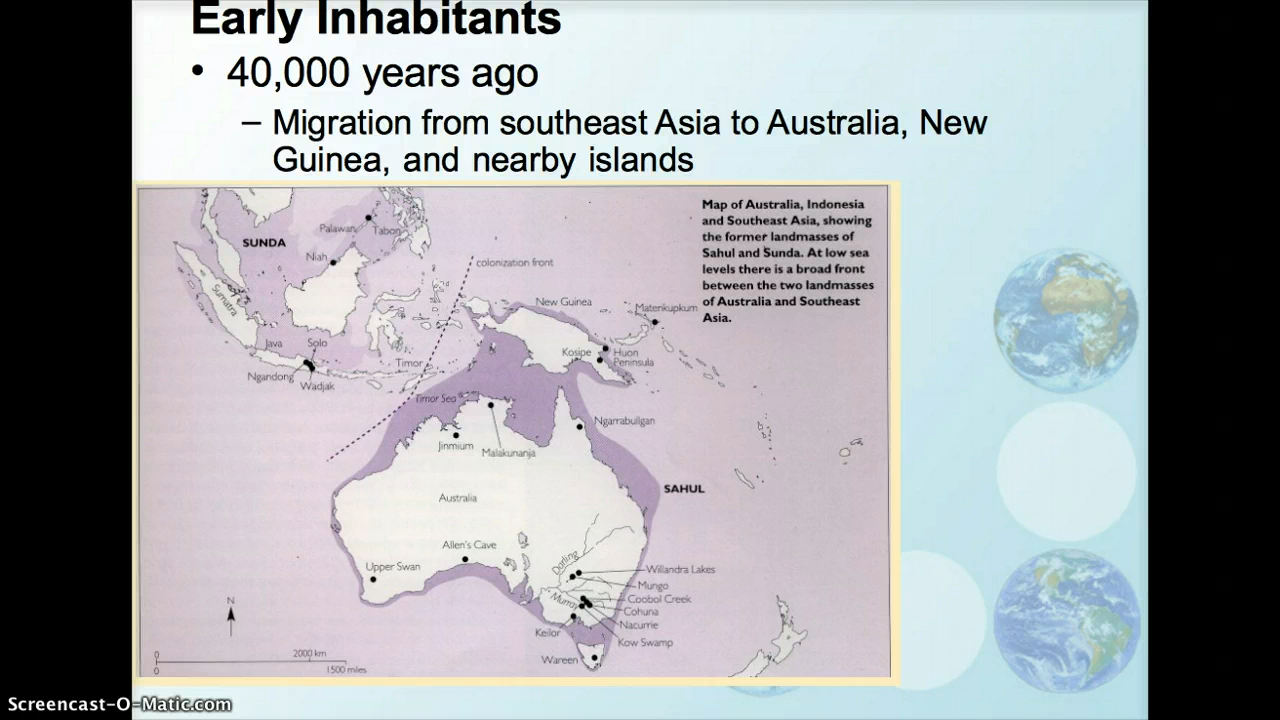 Early Inhabitants
• 40,000 years ago
– Migration from southeast Asia to Australia, New
Guinea, and nearby islands
Map of Australia, Indonesia
and Southeast Asia, showing
the former landmasses of
Sahul and Sunda. At low sea
levels there is a broad front
between the two landmasses
of Australia and Southeast
Asia.
Palawan
Tabon
SUNDA
Niah
colonization front
Sumatra
New Guinea
Matenkupkum
Java
Solo
Kosipe
Huon
Peninsula
Timor
Ngandong
Wadjak
Timor Sea
Ngarrabullgan
Jinmium
Malakunanja
SAHUL
Australia
Allen's Cave
Darling
Upper Swan
Willandra Lakes
Mungo
Murray
Coobol Creek
Cohuna
Nacurrie
Keilor
Kow Swamp
Wareen
N
0
2000 km
0
1500 miles
Screencast-O-Matic.com